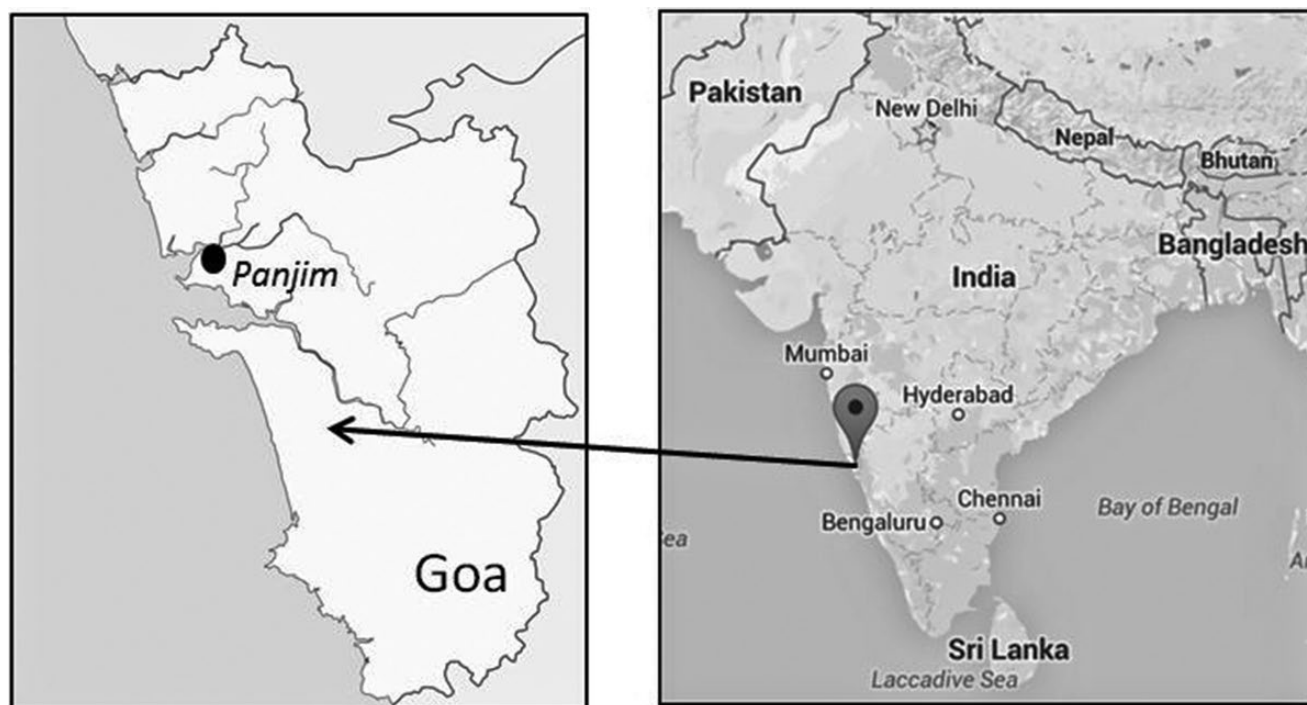 Panjim
Goa
Pakistan
New Delhi
Nepal
Bhutan
Bangladesh
India
Mumbai
Hyderabad
Chennai
Bengaluru
Bay of Bengal
ea
Sri Lanka
Laccadive Sea